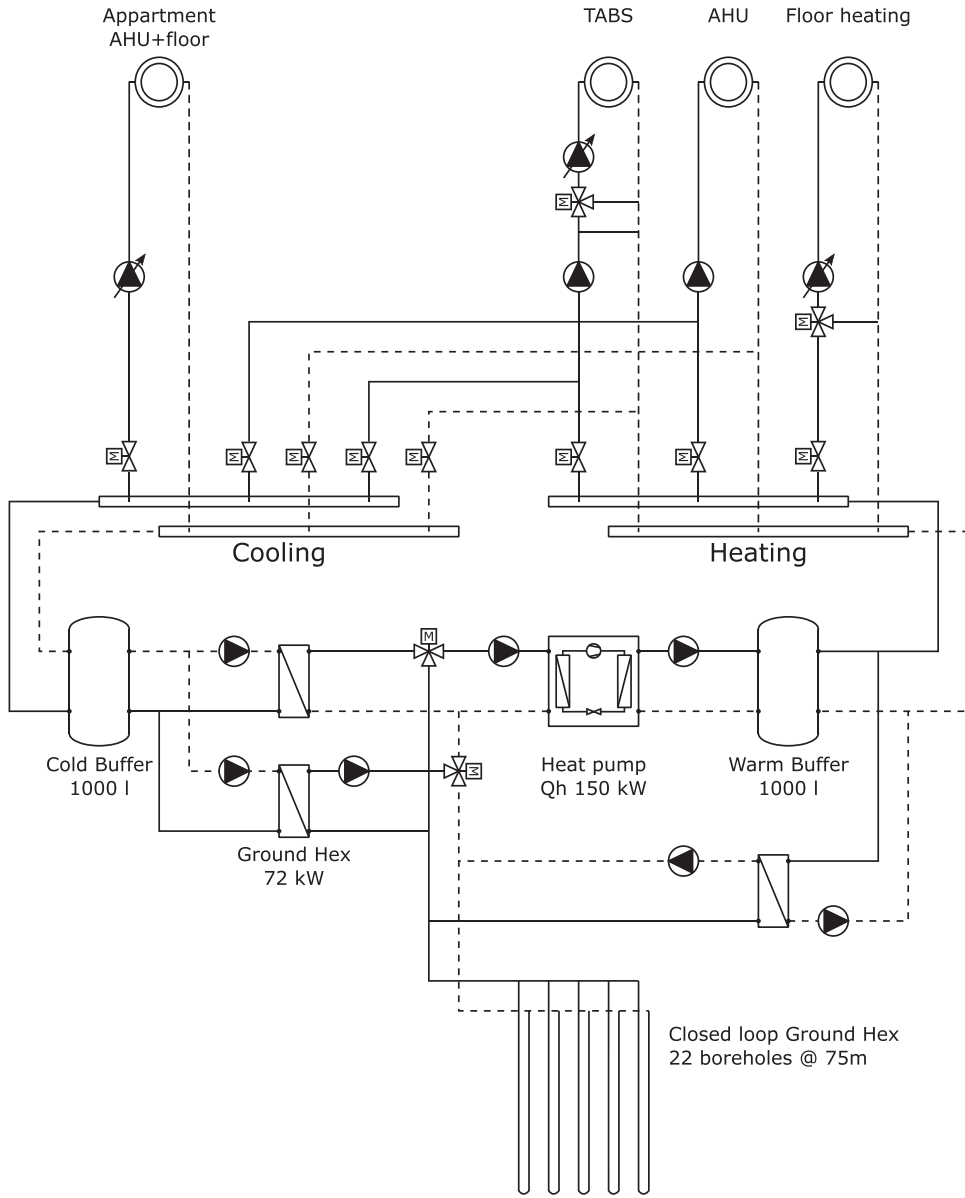 Appartment
AHU+floor
TABS
AHU
Floor heating
M
M
M
M
M
M
M
M
M
M
Cooling
Heating
M
Cold Buffer
1000 l
M
Heat pump
Qh 150 kW
Warm Buffer
1000 l
Ground Hex
72 kW
Closed loop Ground Hex
22 boreholes @ 75m